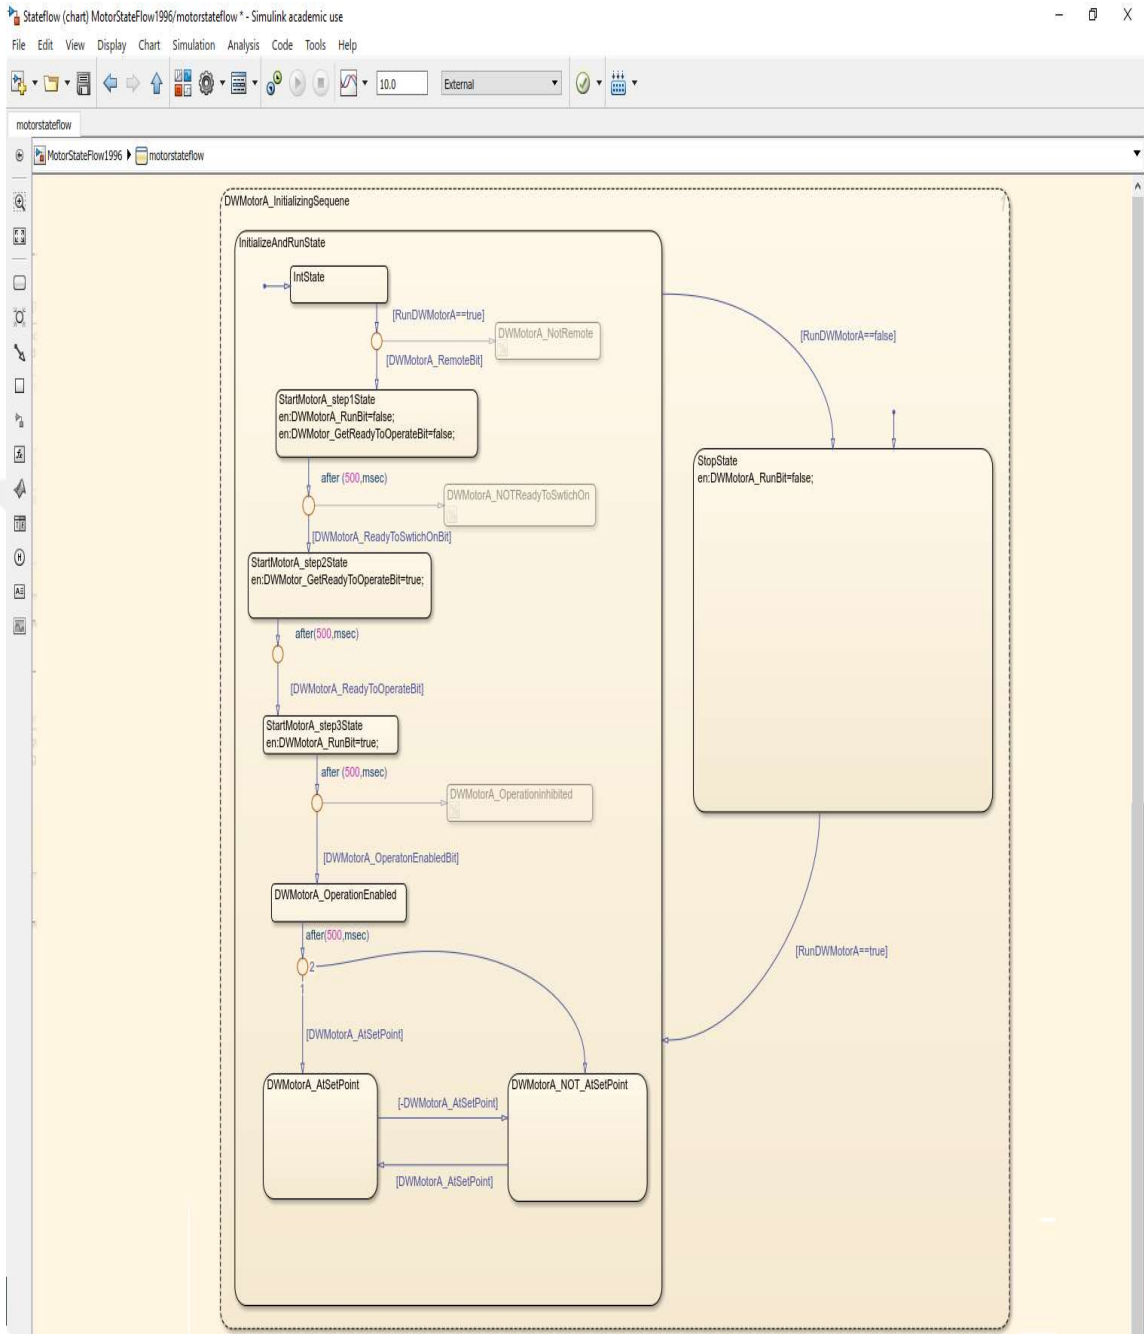 Stateflow (chart) MotorStateFlow1996/motorstateflow * - Simulink academic use
File Edit View Display Chart Simulation Analysis Code Tools Help
10.0 External
motorstateflow
MotorStateFlow1996 motorstateflow
DWMotorA_InitializingSequene
1
InitializeAndRunState
IntState
[RunDWMotorA==true]
DWMotorA_NotRemote
[DWMotorA_RemoteBit]
[RunDWMotorA==false]
StartMotorA_step1State
en:DWMotorA_RunBit=false;
en:DWMotor_GetReadyToOperateBit=false;
StopState
en:DWMotorA_RunBit=false;
after (500,msec)
DWMotorA_NOTReadyToSwtichOn
[DWMotorA_ReadyToSwtichOnBit]
StartMotorA_step2State
en:DWMotor_GetReadyToOperateBit=true;
after(500,msec)
[DWMotorA_ReadyToOperateBit]
StartMotorA_step3State
en:DWMotorA_RunBit=true;
after (500,msec)
DWMotorA_Operationinhibited
[DWMotorA_OperatonEnabledBit]
DWMotorA_OperationEnabled
after(500,msec)
[RunDWMotorA==true]
2
1
[DWMotorA_AtSetPoint]
DWMotorA_AtSetPoint
DWMotorA_NOT_AtSetPoint
[-DWMotorA_AtSetPoint]
[DWMotorA_AtSetPoint]